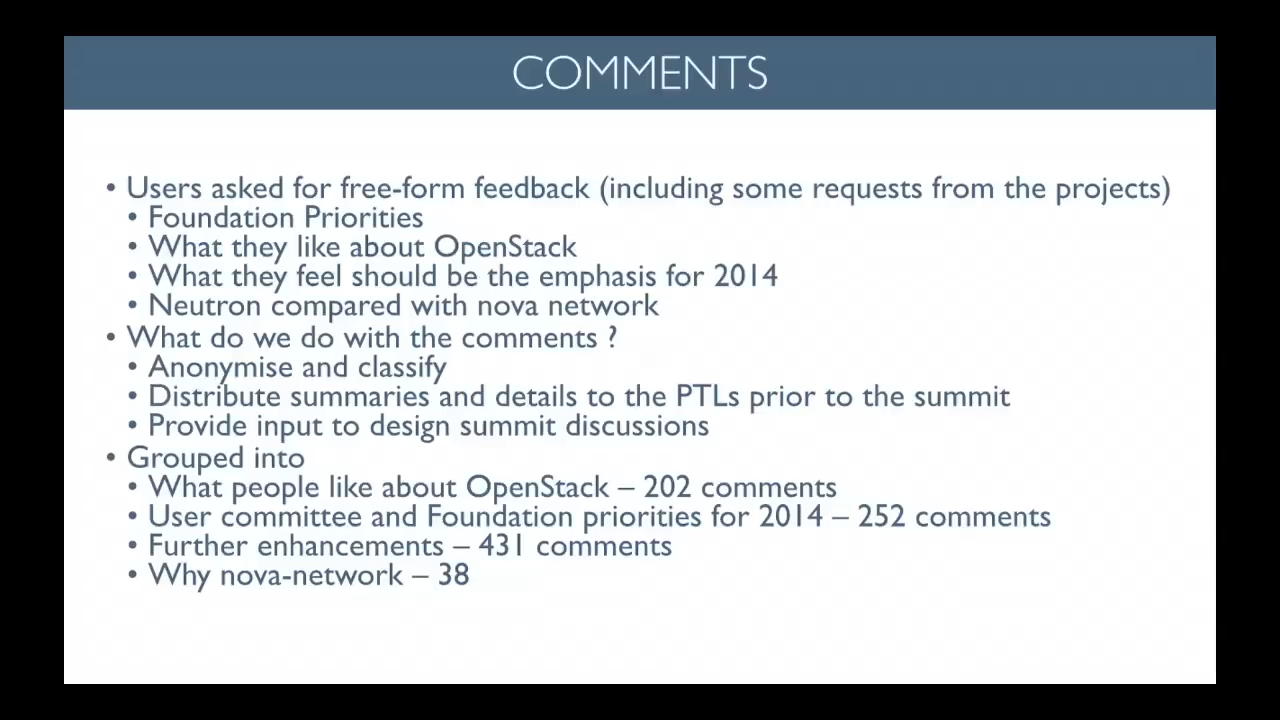 COMMENTS
• Users asked for free-form feedback (including some requests from the projects)
• Foundation Priorities
• What they like about OpenStack
• What they feel should be the emphasis for 2014
• Neutron compared with nova network
• What do we do with the comments ?
• Anonymise and classify
• Distribute summaries and details to the PTLs prior to the summit
• Provide input to design summit discussions
• Grouped into
• What people like about OpenStack – 202 comments
• User committee and Foundation priorities for 2014 – 252 comments
• Further enhancements – 431 comments
• Why nova-network – 38